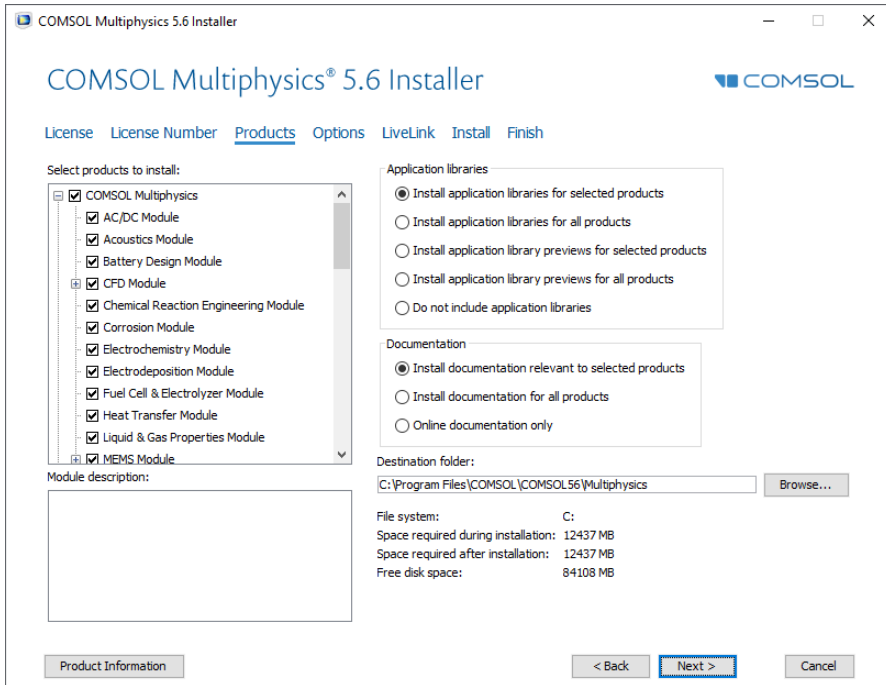 COMSOL Multiphysics 5.6 Installer
COMSOL Multiphysics® 5.6 Installer
COMSOL
License License Number Products Options LiveLink Install Finish
Select products to install:
COMSOL Multiphysics
AC/DC Module
Acoustics Module
Battery Design Module
CFD Module
Chemical Reaction Engineering Module
Corrosion Module
Electrochemistry Module
Electrodeposition Module
Fuel Cell & Electrolyzer Module
Heat Transfer Module
Liquid & Gas Properties Module
MEMS Module
Module description:
Application libraries
Install application libraries for selected products
Install application libraries for all products
Install application library previews for selected products
Install application library previews for all products
Do not include application libraries
Documentation
Install documentation relevant to selected products
Install documentation for all products
Online documentation only
Destination folder:
C:\Program Files\COMSOL\COMSOL56\Multiphysics
Browse...
File system: C:
Space required during installation: 12437 MB
Space required after installation: 12437 MB
Free disk space: 84108 MB
Product Information
< Back
Next >
Cancel